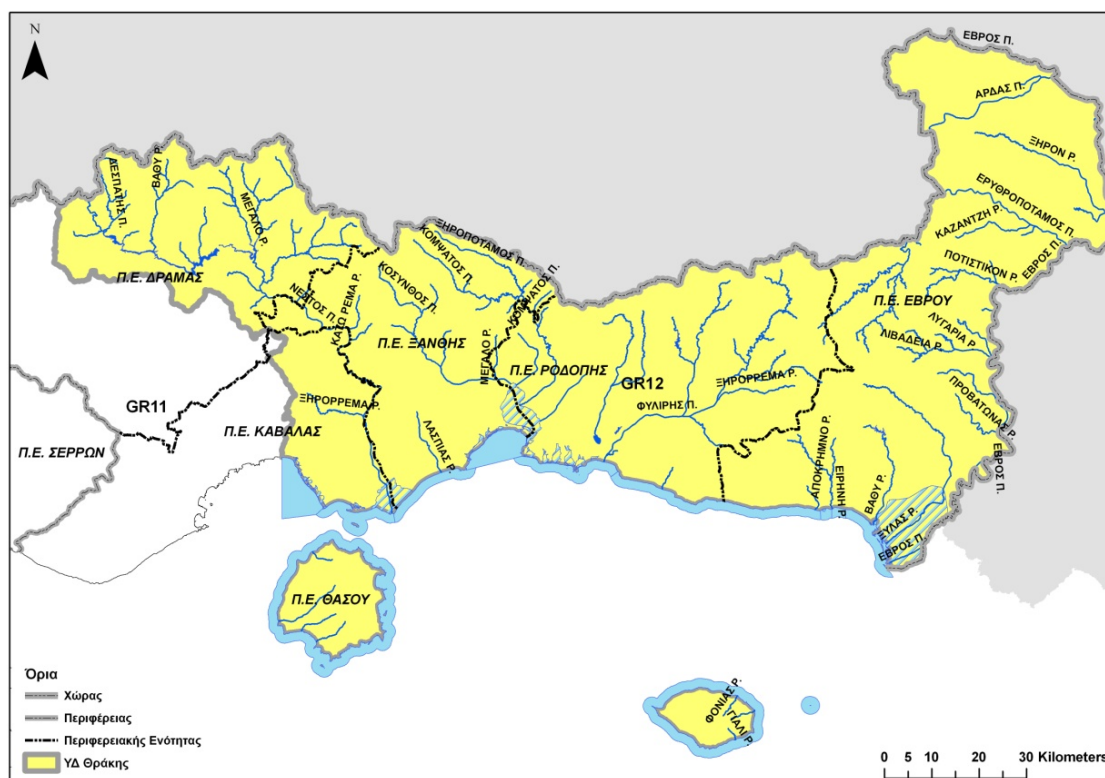 N
ΕΒΡΟΣ Π.
ΑΡΔΑΣ Π.
ΞΗΡΟΝ Ρ.
ΔΕΣΠΑΤΗΣ Π.
ΒΑΘΥ Ρ.
ΜΕΓΑΛΟ Ρ.
ΕΡΥΘΡΟΠΟΤΑΜΟΣ Π.
ΚΑΖΑΝΤΖΗ Ρ.
ΕΒΡΟΣ Π.
ΞΗΡΟΠΟΤΑΜΟΣ Π.
ΚΟΜΨΑΤΟΣ Π.
ΚΟΜΨΑΤΟΣ Π.
ΠΟΤΙΣΤΙΚΟΝ Ρ.
Π.Ε. ΔΡΑΜΑΣ
ΚΟΣΥΝΘΟΣ Π.
ΝΕΣΤΟΣ Π.
ΚΑΤΩ ΡΕΜΑ Ρ.
Π.Ε. ΕΒΡΟΥ
ΛΥΓΑΡΙΑ Ρ.
ΛΙΒΑΔΕΙΑ Ρ.
Π.Ε. ΞΑΝΘΗΣ
ΜΕΓΑΛΟ Ρ.
Π.Ε. ΡΟΔΟΠΗΣ
GR12
ΞΗΡΟΡΡΕΜΑ Ρ.
ΦΥΛΙΡΗΣ Π.
ΠΡΟΒΑΤΩΝΑΣ Ρ.
GR11
ΞΗΡΟΡΡΕΜΑ Ρ.
Π.Ε. ΚΑΒΑΛΑΣ
Π.Ε. ΣΕΡΡΩΝ
ΛΑΣΠΙΑΣ Ρ.
ΑΠΟΚΡΗΜΝΟ Ρ.
ΕΙΡΗΝΗ Ρ.
ΒΑΘΥ Ρ.
ΕΒΡΟΣ Π.
ΞΥΛΑΣ Ρ.
ΕΒΡΟΣ Π.
Π.Ε. ΘΑΣΟΥ
ΦΟΝΙΑΣ Ρ.
ΓΙΑΛΙ Ρ.
Όρια
Χώρας
Περιφέρειας
Περιφερειακής Ενότητας
ΥΔ Θράκης
0 5 10 20 30 Kilometers